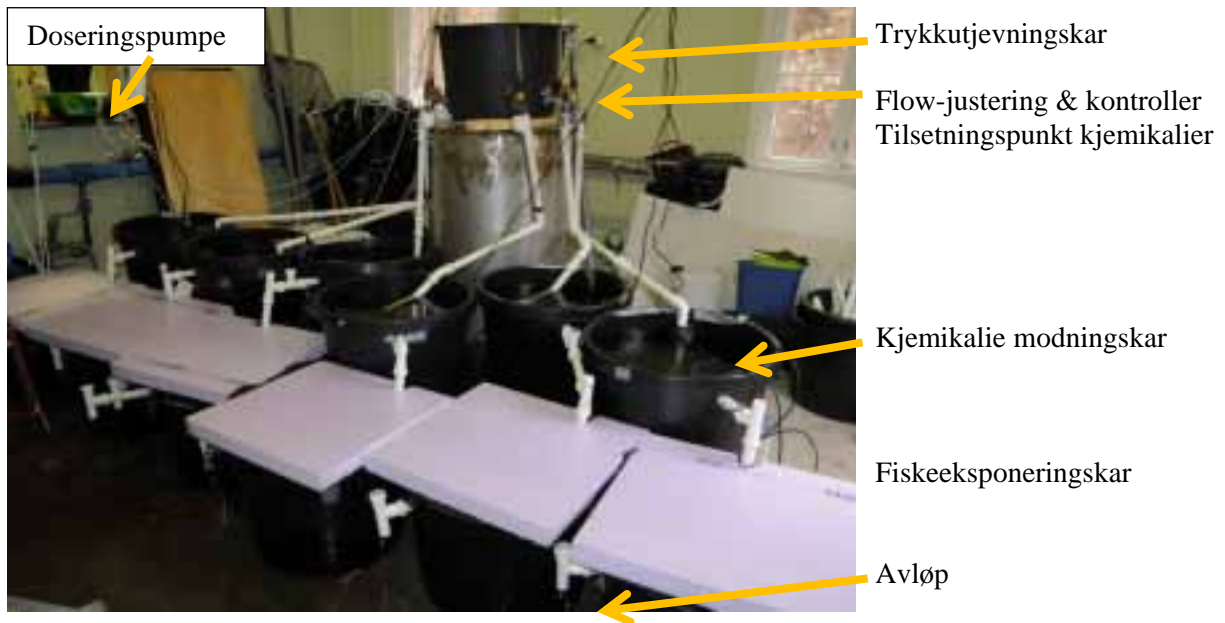 Doseringspumpe
Trykkutjevningskar
Flow-justering & kontroller
Tilsetningspunkt kjemikalier
Kjemikalie modningskar
Fiskeeksponeringskar
Avløp